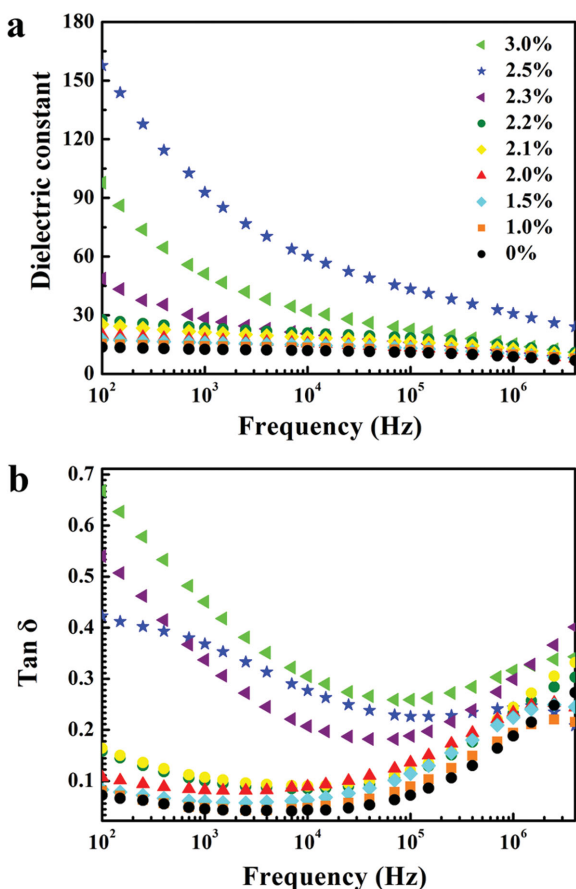 a
Dielectric constant
180
150
120
90
60
30
0
3.0%
2.5%
2.3%
2.2%
2.1%
2.0%
1.5%
1.0%
0%
10² 10³ 10⁴ 10⁵ 10⁶
Frequency (Hz)
b
Tan δ
0.7
0.6
0.5
0.4
0.3
0.2
0.1
10² 10³ 10⁴ 10⁵ 10⁶
Frequency (Hz)